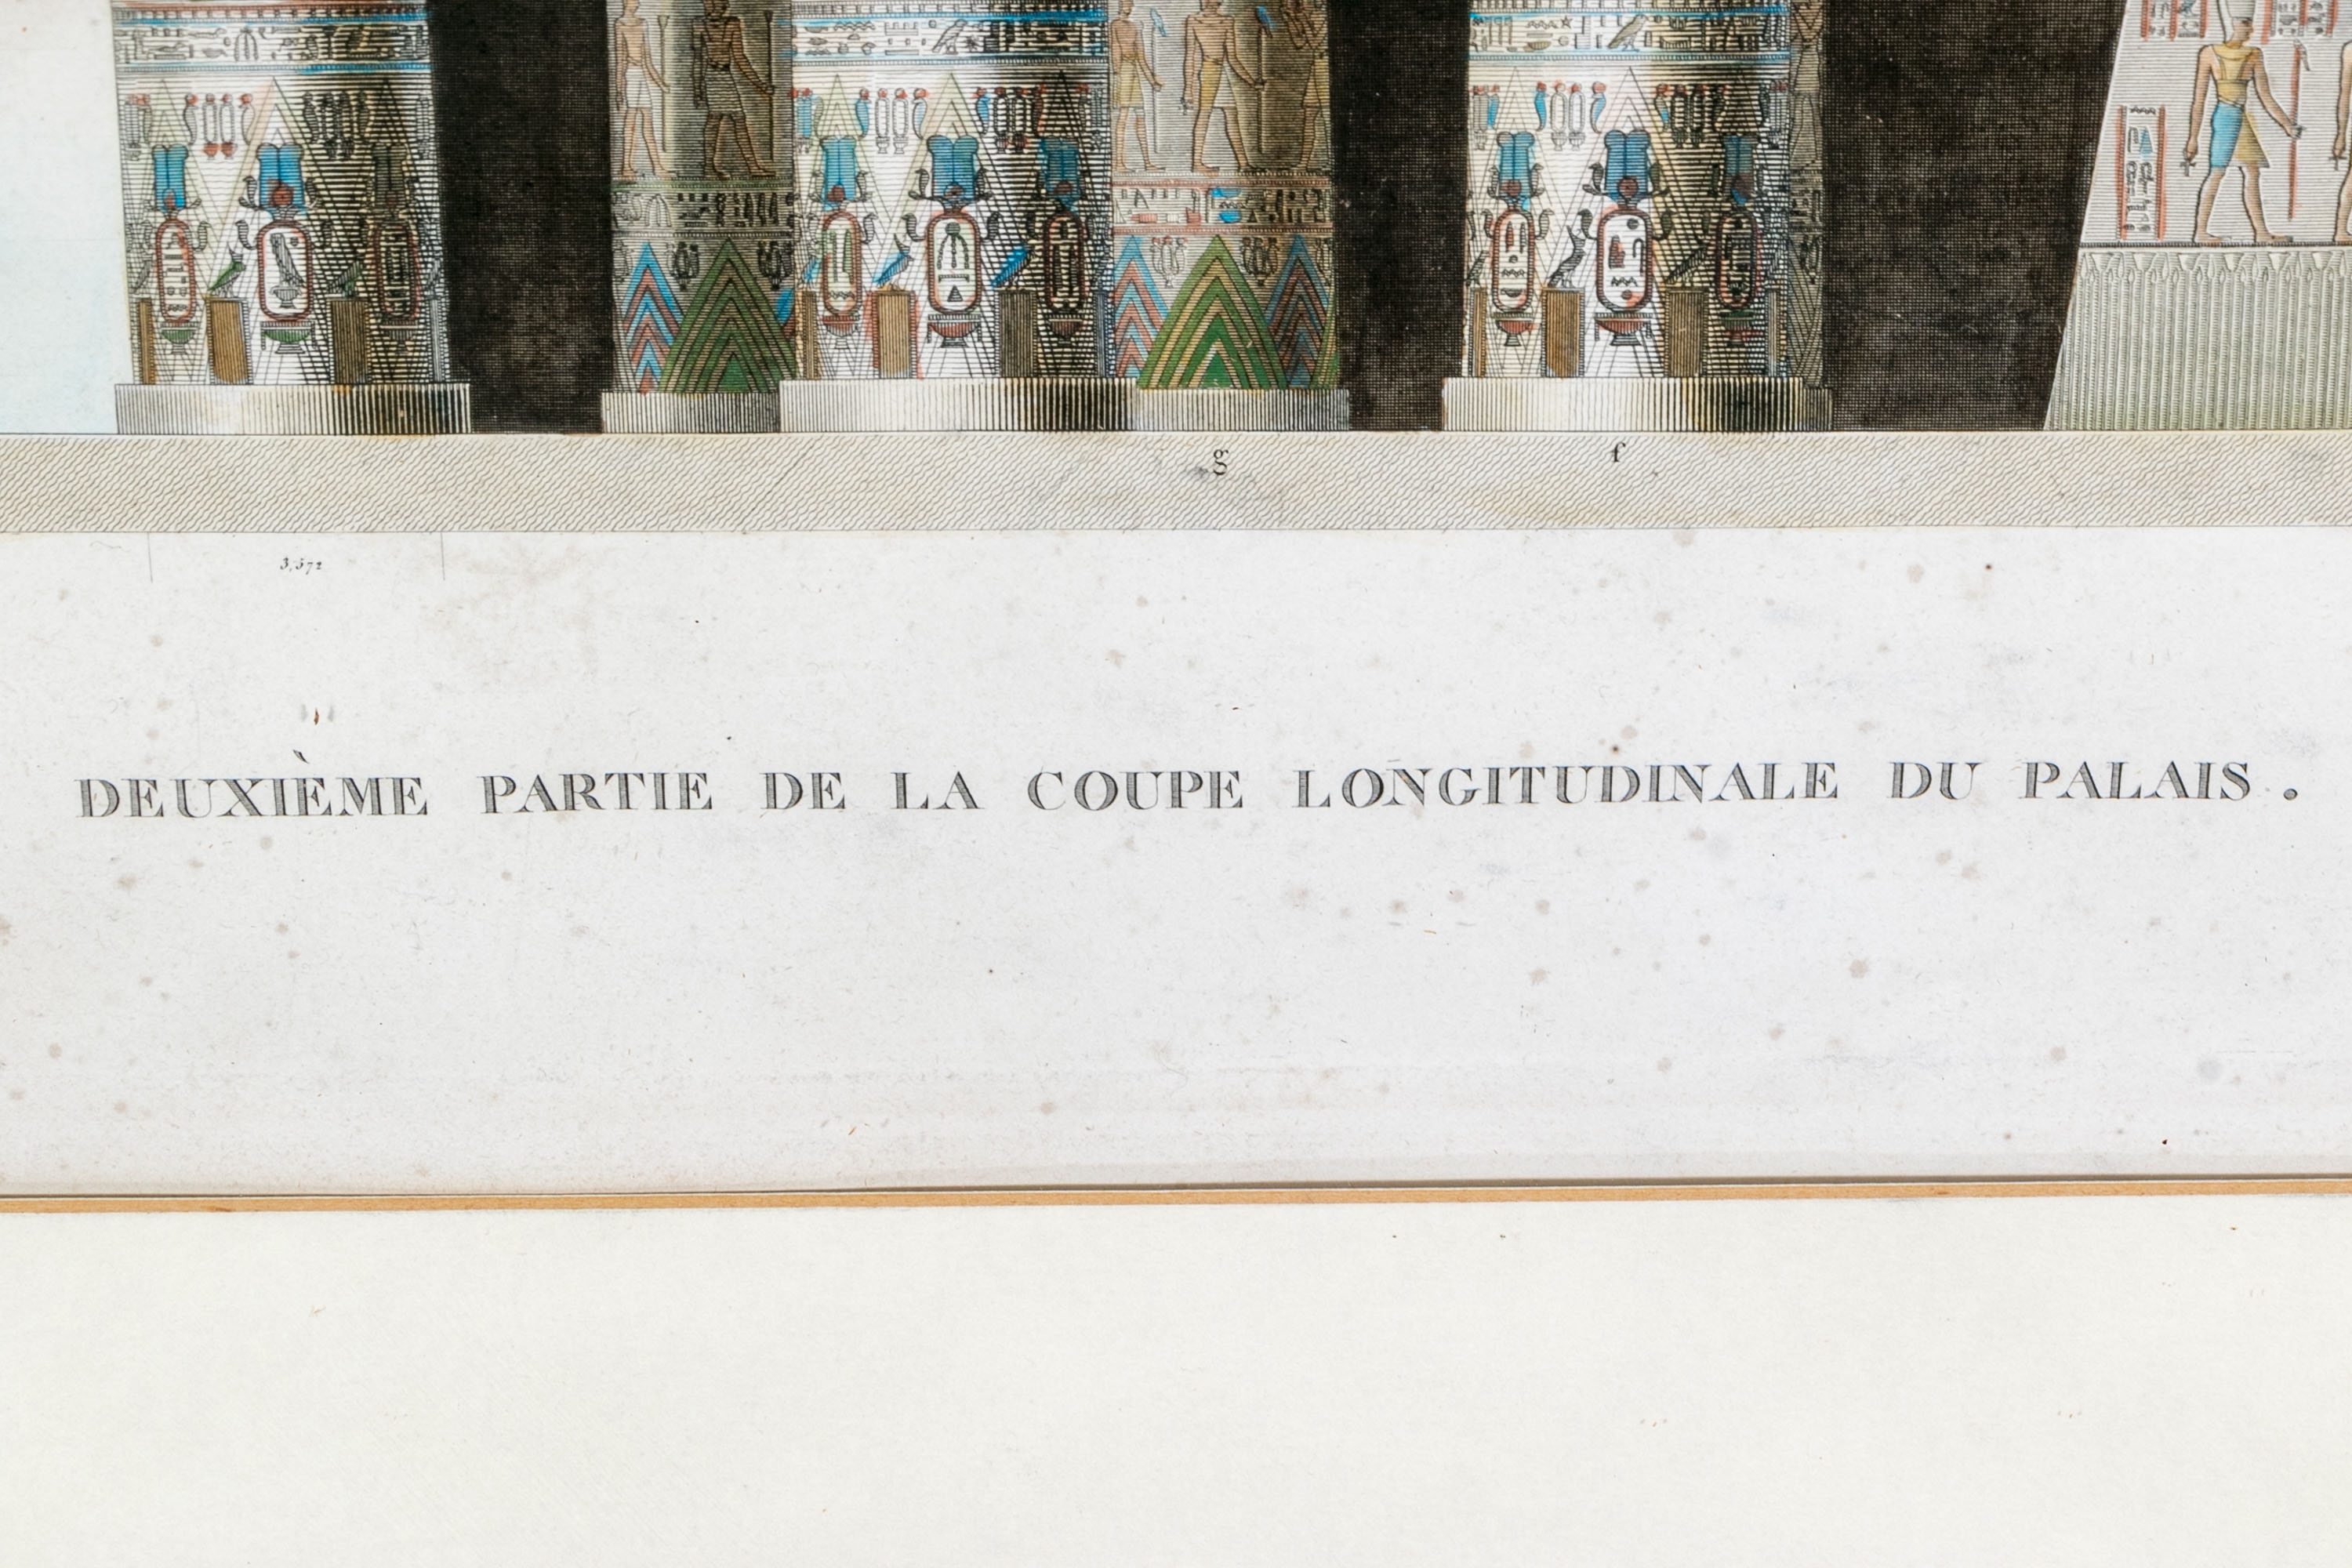 g f
3,572
DEUXIÈME PARTIE DE LA COUPE LONGITUDINALE DU PALAIS.